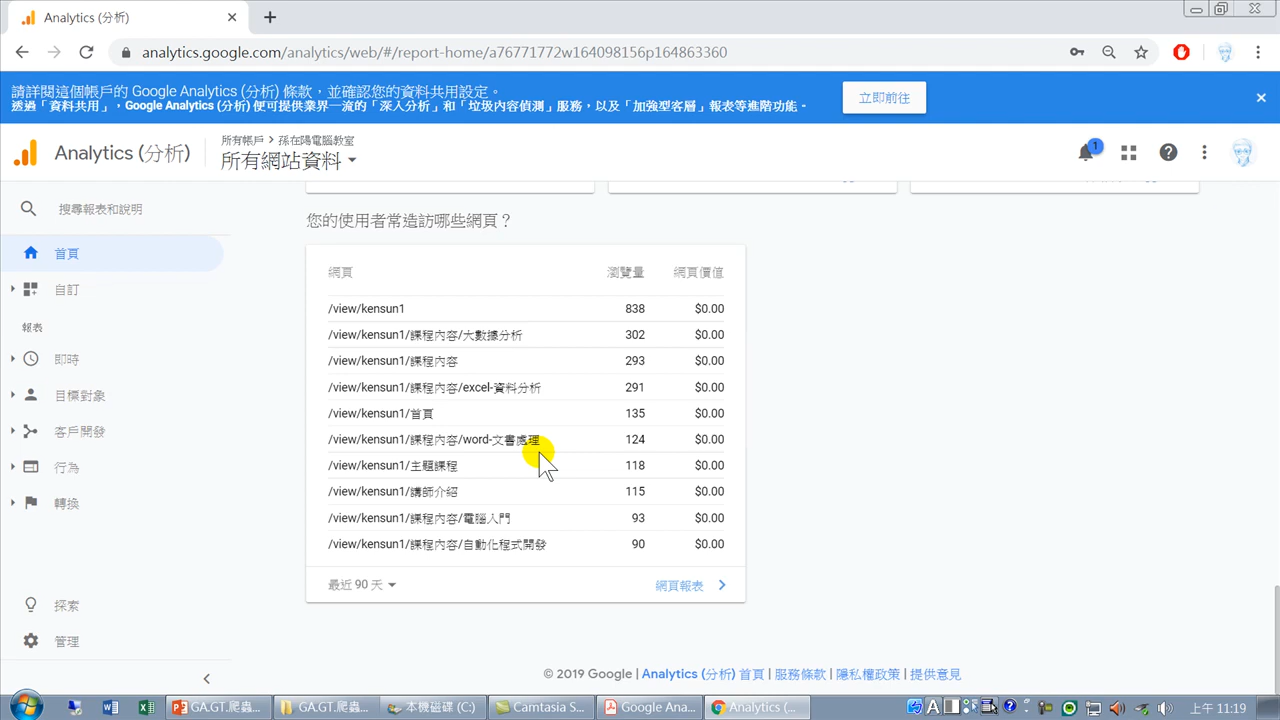 Analytics (分析)
analytics.google.com/analytics/web/#/report-home/a76771772w164098156p164863360
請詳閱這個帳戶的 Google Analytics (分析) 條款，並確認您的資料共用設定。
透過「資料共用」，Google Analytics (分析) 便可提供業界一流的「深入分析」和「垃圾內容偵測」服務，以及「加強型客層」報表等進階功能。
立即前往
Analytics (分析)
所有帳戶 > 孫在陽電腦教室
所有網站資料
1
搜尋報表和說明
首頁
自訂
報表
即時
目標對象
客戶開發
行為
轉換
探索
管理
您的使用者常造訪哪些網頁？
網頁 瀏覽量 網頁價值
/view/kensun1 838 $0.00
/view/kensun1/課程內容/大數據分析 302 $0.00
/view/kensun1/課程內容 293 $0.00
/view/kensun1/課程內容/excel-資料分析 291 $0.00
/view/kensun1/首頁 135 $0.00
/view/kensun1/課程內容/word-文書處理 124 $0.00
/view/kensun1/主題課程 118 $0.00
/view/kensun1/講師介紹 115 $0.00
/view/kensun1/課程內容/電腦入門 93 $0.00
/view/kensun1/課程內容/自動化程式開發 90 $0.00
最近 90 天
網頁報表
© 2019 Google | Analytics (分析) 首頁 | 服務條款 | 隱私權政策 | 提供意見
GA.GT.爬蟲...
GA.GT.爬蟲...
本機磁碟 (C:)
Camtasia S...
Google Ana...
Analytics (...
A
上午 11:19